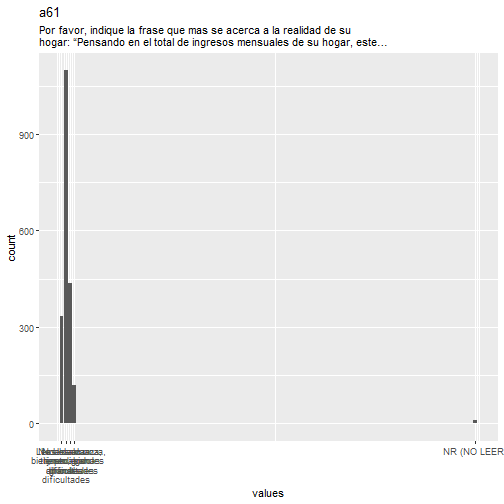 a61
Por favor, indique la frase que mas se acerca a la realidad de su
hogar: “Pensando en el total de ingresos mensuales de su hogar, este…
count
900
600
300
0
NR (NO LEER
dificultades
values